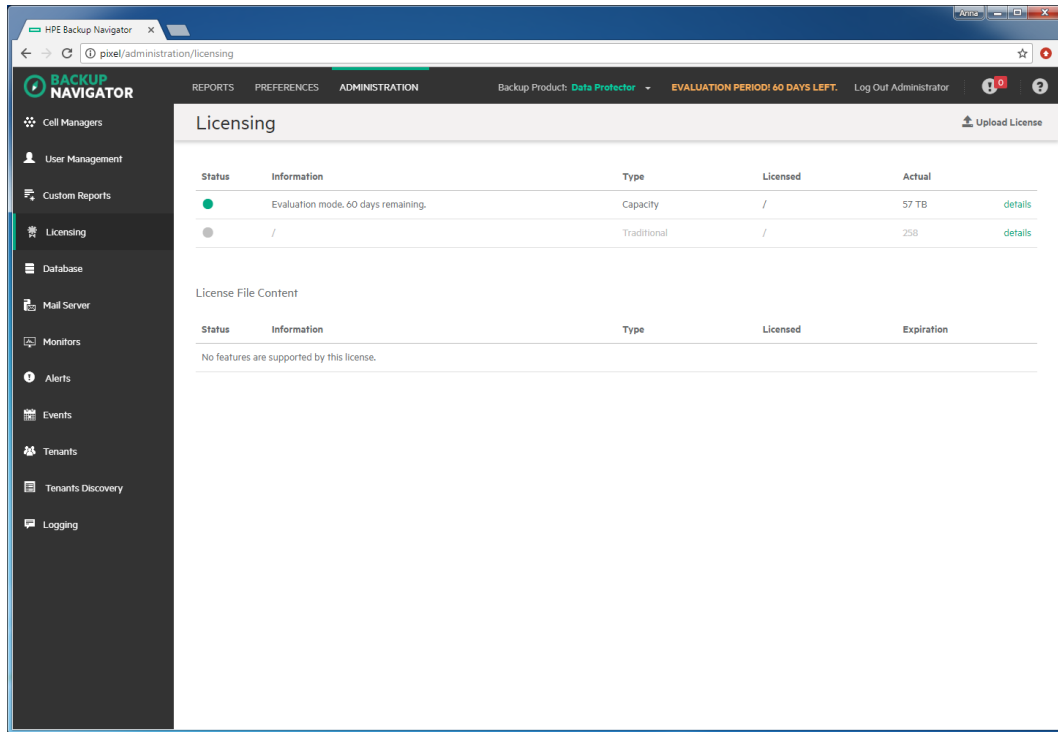 Anna
HPE Backup Navigator
pixel/administration/licensing
BACKUP NAVIGATOR
REPORTS PREFERENCES ADMINISTRATION Backup Product: Data Protector EVALUATION PERIOD! 60 DAYS LEFT. Log Out Administrator 0
Cell Managers
User Management
Custom Reports
Licensing
Database
Mail Server
Monitors
Alerts
Events
Tenants
Tenants Discovery
Logging
Licensing Upload License
Status Information Type Licensed Actual
Evaluation mode. 60 days remaining. Capacity / 57 TB details
/ Traditional / 258 details
License File Content
Status Information Type Licensed Expiration
No features are supported by this license.